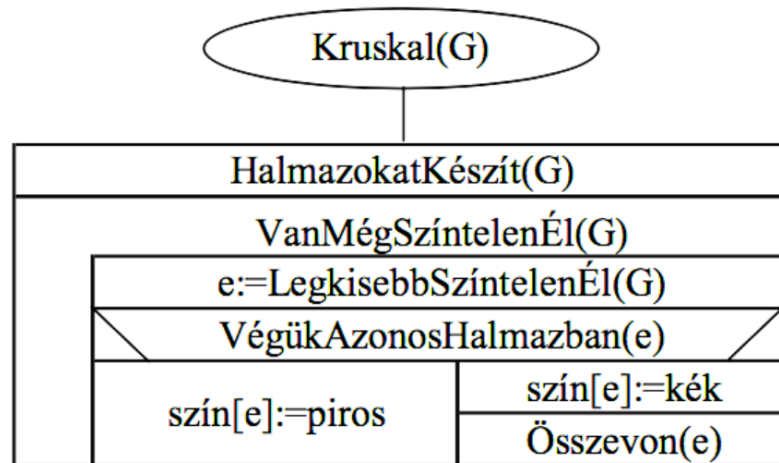 Kruskal(G)
HalmazokatKészít(G)
VanMégSzíntelenÉl(G)
e:=LegkisebbSzíntelenÉl(G)
VégükAzonosHalmazban(e)
szín[e]:=piros
szín[e]:=kék
Összevon(e)